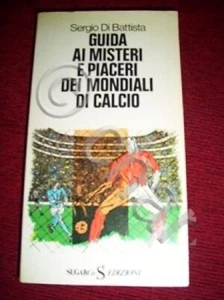 Sergio Di Battista
GUIDA
AI MISTERI
E PIACERI
DEI MONDIALI
DI CALCIO
SUGARCo S EDIZIONI